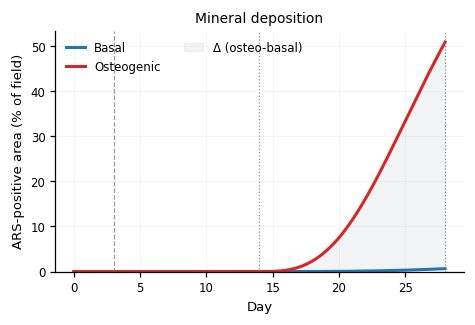 Mineral deposition
Basal
Osteogenic
Δ (osteo-basal)
50
40
30
20
10
0
ARS-positive area (% of field)
0 5 10 15 20 25
Day